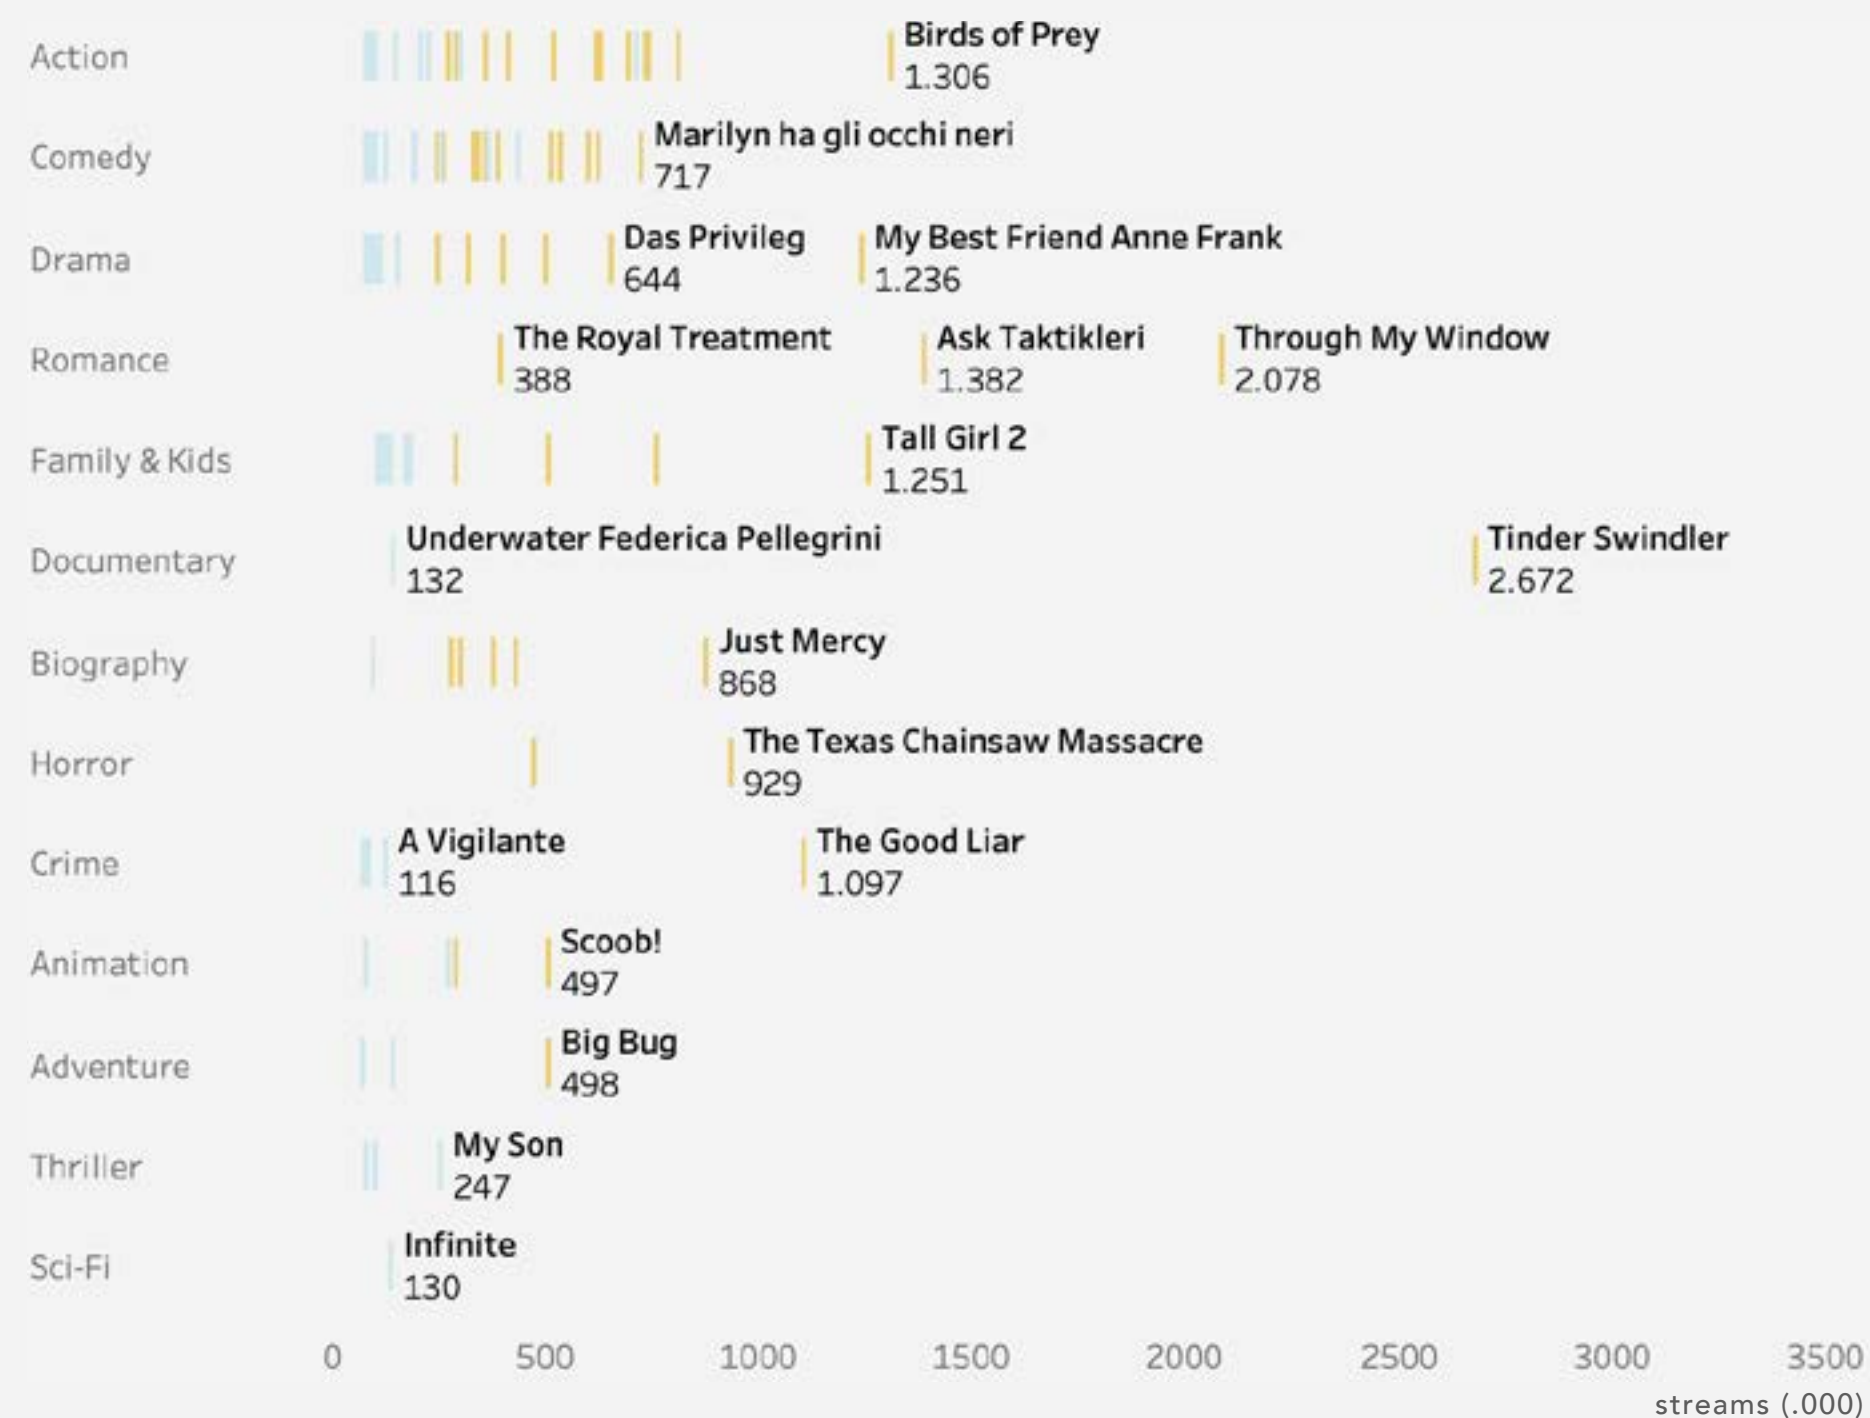 Action
Birds of Prey
1.306
Comedy
Marilyn ha gli occhi neri
717
Drama
Das Privileg
644
My Best Friend Anne Frank
1.236
Romance
The Royal Treatment
388
Ask Taktikleri
1.382
Through My Window
2.078
Family & Kids
Tall Girl 2
1.251
Documentary
Underwater Federica Pellegrini
132
Tinder Swindler
2.672
Biography
Just Mercy
868
Horror
The Texas Chainsaw Massacre
929
Crime
A Vigilante
116
The Good Liar
1.097
Animation
Scoob!
497
Adventure
Big Bug
498
Thriller
My Son
247
Sci-Fi
Infinite
130
0 500 1000 1500 2000 2500 3000 3500
streams (.000)